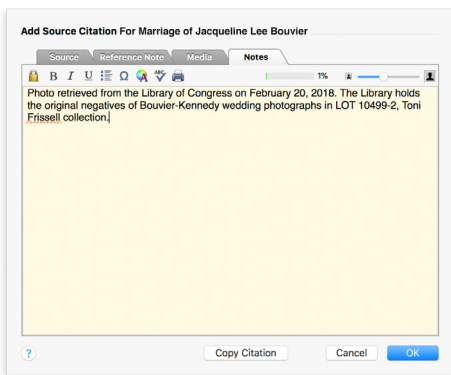 Add Source Citation For Marriage of Jacqueline Lee Bouvier
Source Reference Note Media Notes
B I U Ω A ABC 1%
Photo retrieved from the Library of Congress on February 20, 2018. The Library holds
the original negatives of Bouvier-Kennedy wedding photographs in LOT 10499-2, Toni
Frissell collection.
? Copy Citation Cancel OK